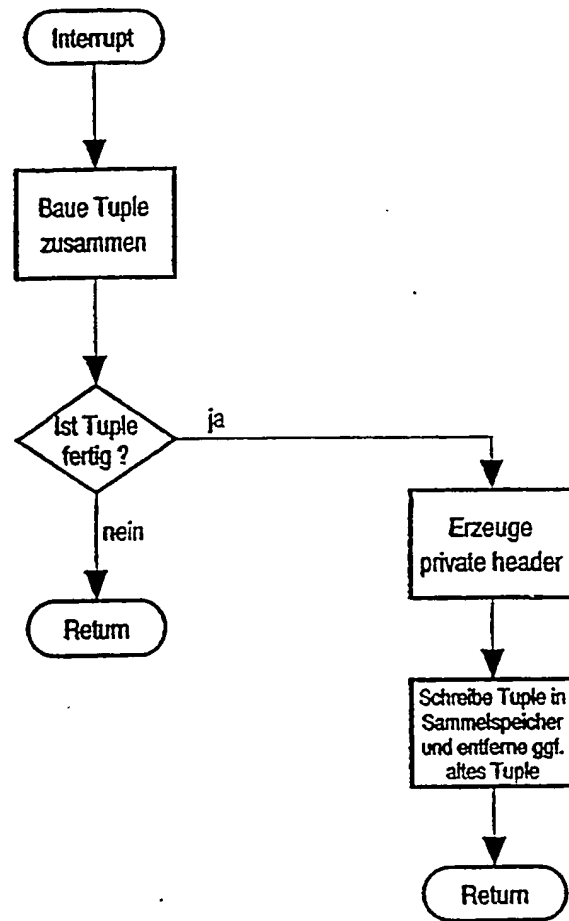 Interrupt
Baue Tuple
zusammen
Ist Tuple
fertig ?
ja
nein
Return
Erzeuge
private header
Schreibe Tuple in
Sammelspeicher
und entferne ggf.
altes Tuple
Return